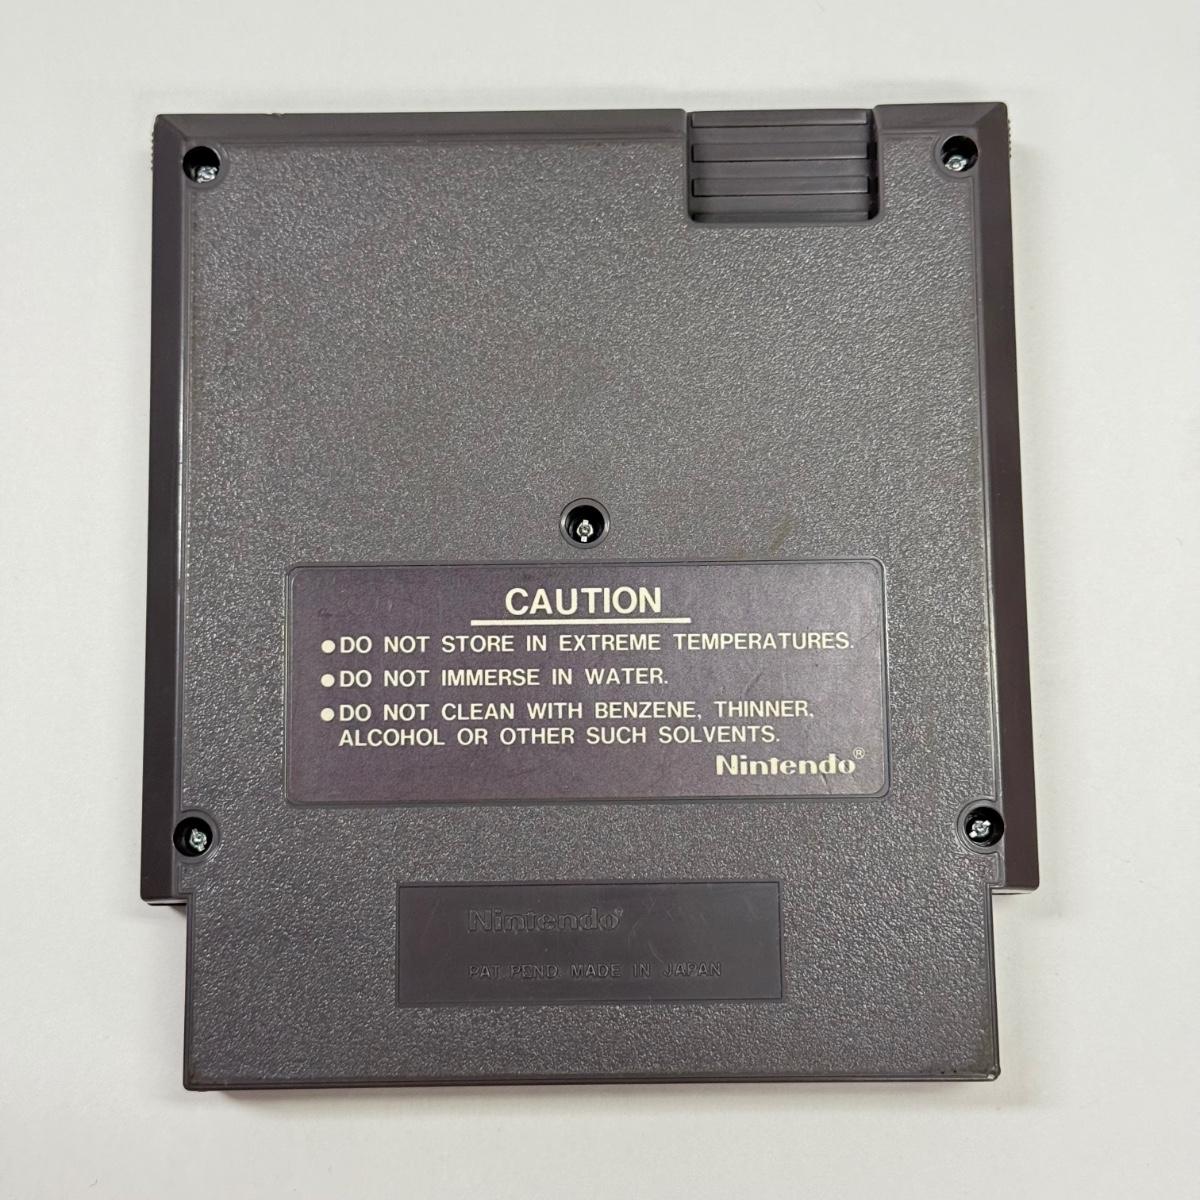 CAUTION
●DO NOT STORE IN EXTREME TEMPERATURES.
●DO NOT IMMERSE IN WATER.
●DO NOT CLEAN WITH BENZENE, THINNER,
ALCOHOL OR OTHER SUCH SOLVENTS.
Nintendo®
Nintendo®
PAT. PEND. MADE IN JAPAN